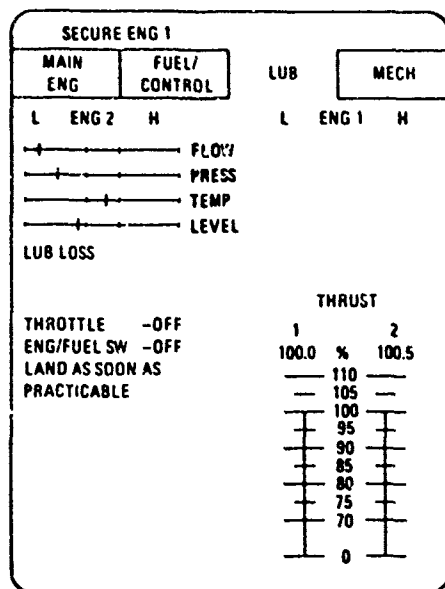 SECURE ENG 1
MAIN ENG
FUEL/ CONTROL
LUB
MECH
L ENG 2 H
L ENG 1 H
FLOW
PRESS
TEMP
LEVEL
LUB LOSS
THROTTLE -OFF
ENG/FUEL SW -OFF
LAND AS SOON AS
PRACTICABLE
THRUST
1 2
100.0 % 100.5
110
105
100
95
90
85
80
75
70
0